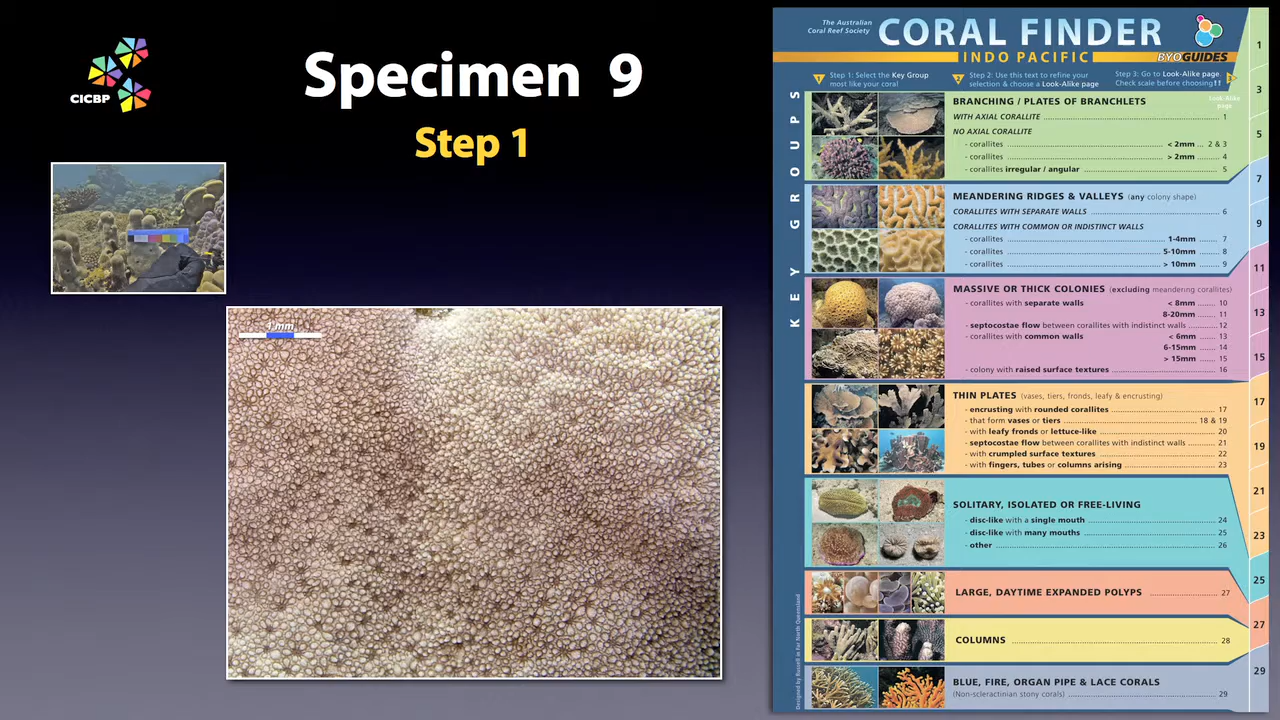 CICBP
Specimen 9
Step 1
The Australian
Coral Reef Society
CORAL FINDER
INDO PACIFIC
BYOGUIDES
1
Step 1: Select the Key Group
most like your coral
2
Step 2: Use this text to refine your
selection & choose a Look-Alike page
Step 3: Go to Look-Alike page.
Check scale before choosing††
Look-Alike
page
KEY GROUPS
BRANCHING / PLATES OF BRANCHLETS
WITH AXIAL CORALLITE 1
NO AXIAL CORALLITE
- corallites < 2mm 2 & 3
- corallites > 2mm 4
- corallites irregular / angular 5
MEANDERING RIDGES & VALLEYS (any colony shape)
CORALLITES WITH SEPARATE WALLS 6
CORALLITES WITH COMMON OR INDISTINCT WALLS
- corallites 1-4mm 7
- corallites 5-10mm 8
- corallites > 10mm 9
MASSIVE OR THICK COLONIES (excluding meandering corallites)
- corallites with separate walls < 8mm 10
8-20mm 11
- septocostae flow between corallites with indistinct walls 12
- corallites with common walls < 6mm 13
6-15mm 14
> 15mm 15
- colony with raised surface textures 16
THIN PLATES (vases, tiers, fronds, leafy & encrusting)
- encrusting with rounded corallites 17
- that form vases or tiers 18 & 19
- with leafy fronds or lettuce-like 20
- septocostae flow between corallites with indistinct walls 21
- with crumpled surface textures 22
- with fingers, tubes or columns arising 23
SOLITARY, ISOLATED OR FREE-LIVING
- disc-like with a single mouth 24
- disc-like with many mouths 25
- other 26
LARGE, DAYTIME EXPANDED POLYPS 27
COLUMNS 28
BLUE, FIRE, ORGAN PIPE & LACE CORALS
(Non-scleractinian stony corals) 29
1
3
5
7
9
11
13
15
17
19
21
23
25
27
29